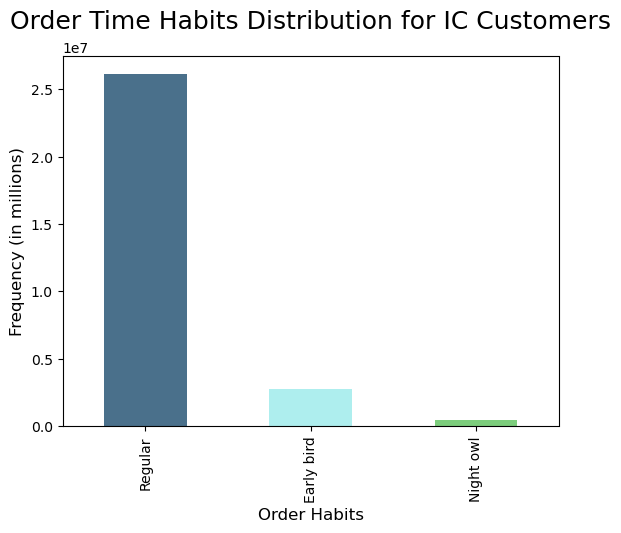 Order Time Habits Distribution for IC Customers
1e7
2.5
2.0
1.5
1.0
0.5
0.0
Frequency (in millions)
Regular
Early bird
Night owl
Order Habits